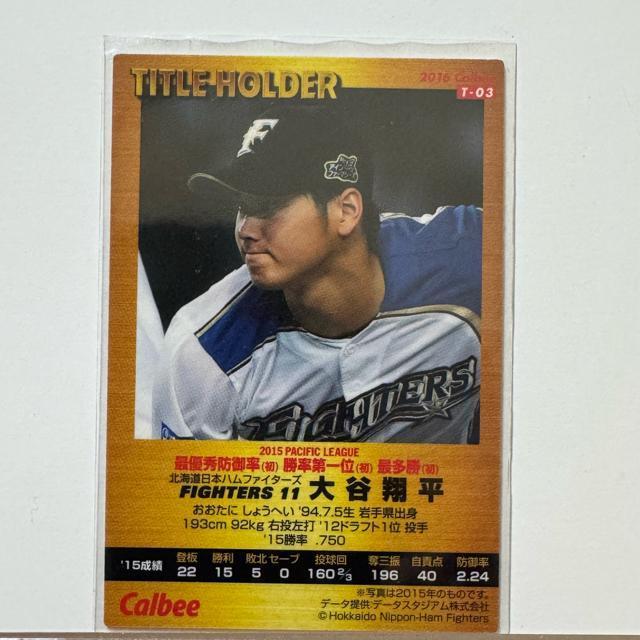 TITLE HOLDER
2016 Calbee
T-03
F
FIGHTERS
2015 PACIFIC LEAGUE
最優秀防御率(初) 勝率第一位(初) 最多勝(初)
北海道日本ハムファイターズ
FIGHTERS 11 大谷翔平
おおたに しょうへい '94.7.5生 岩手県出身
193cm 92kg 右投左打 '12ドラフト1位 投手
'15勝率 .750
登板 勝利 敗北 セーブ 投球回 奪三振 自責点 防御率
'15成績 22 15 5 0 160 2/3 196 40 2.24
※写真は2015年のものです。
Calbee
データ提供:データスタジアム株式会社
©Hokkaido Nippon-Ham Fighters